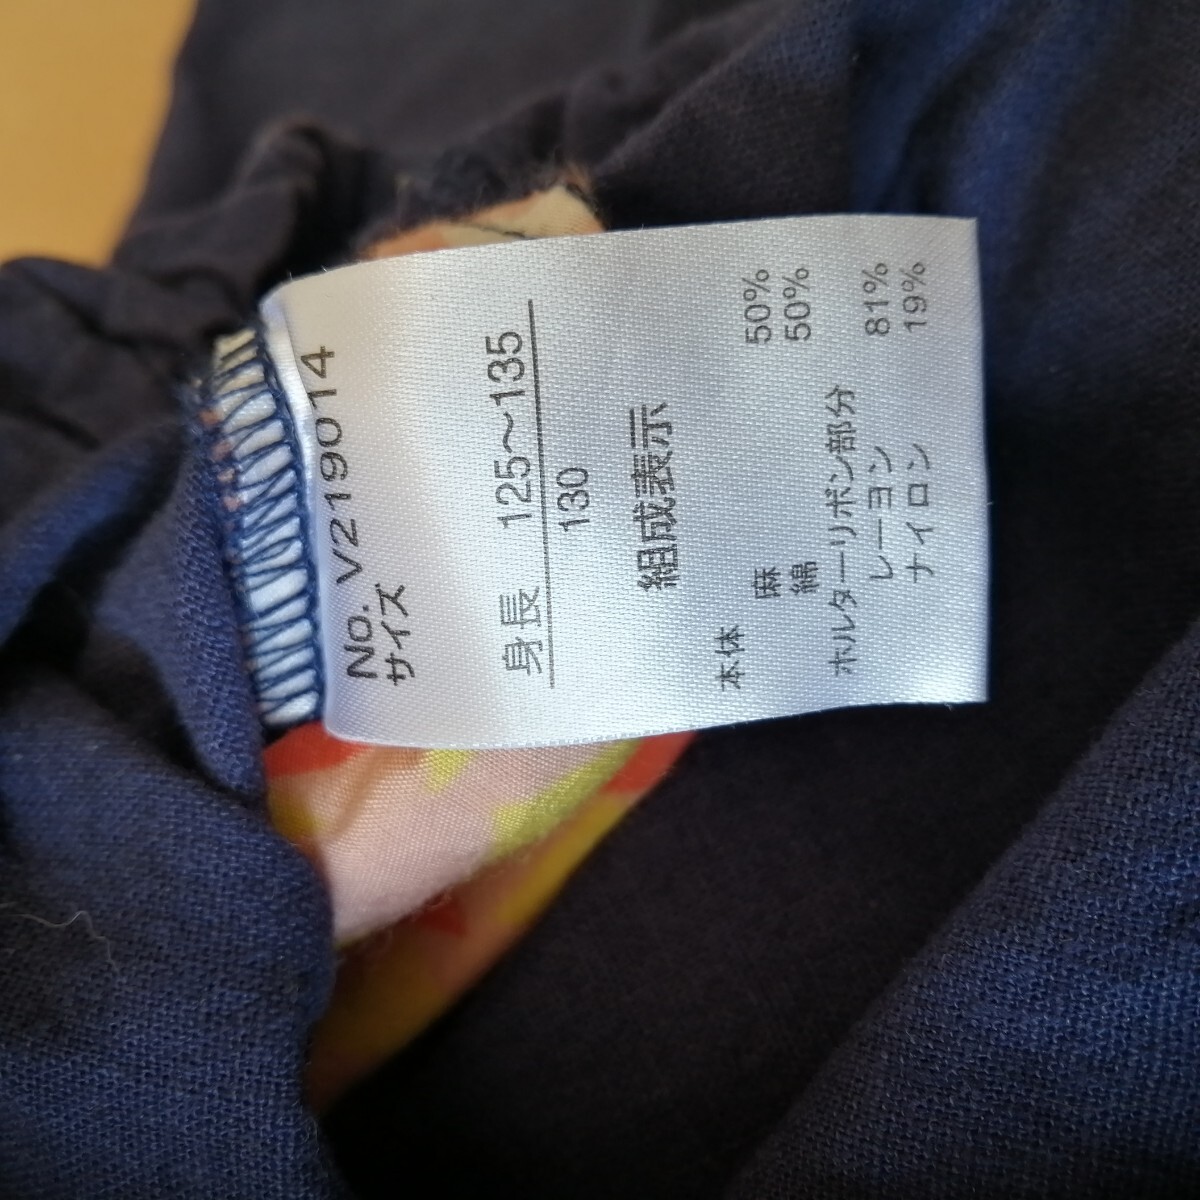 No. V219014
サイズ
身長 125～135
130
組成表示
本体
麻 50%
綿 50%
ホルターリボン部分
レーヨン 81%
ナイロン 19%